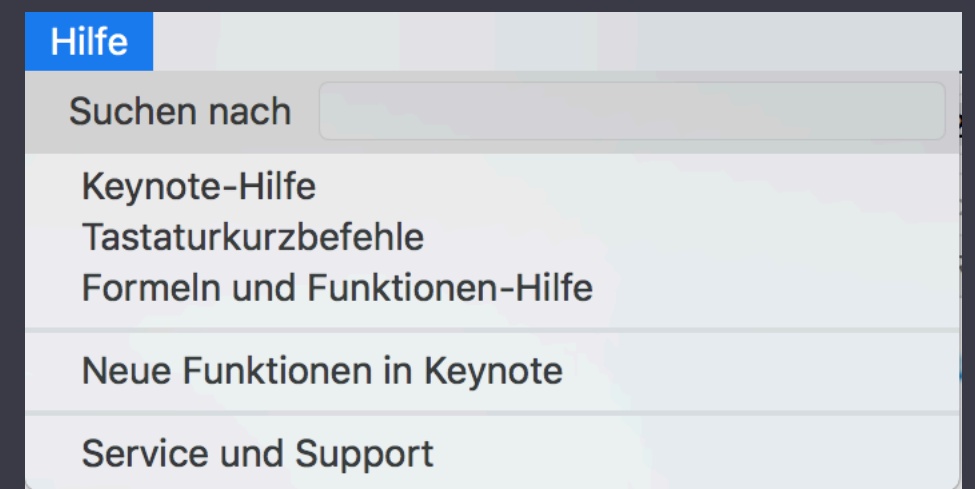 Hilfe
Suchen nach
Keynote-Hilfe
Tastaturkurzbefehle
Formeln und Funktionen-Hilfe
Neue Funktionen in Keynote
Service und Support